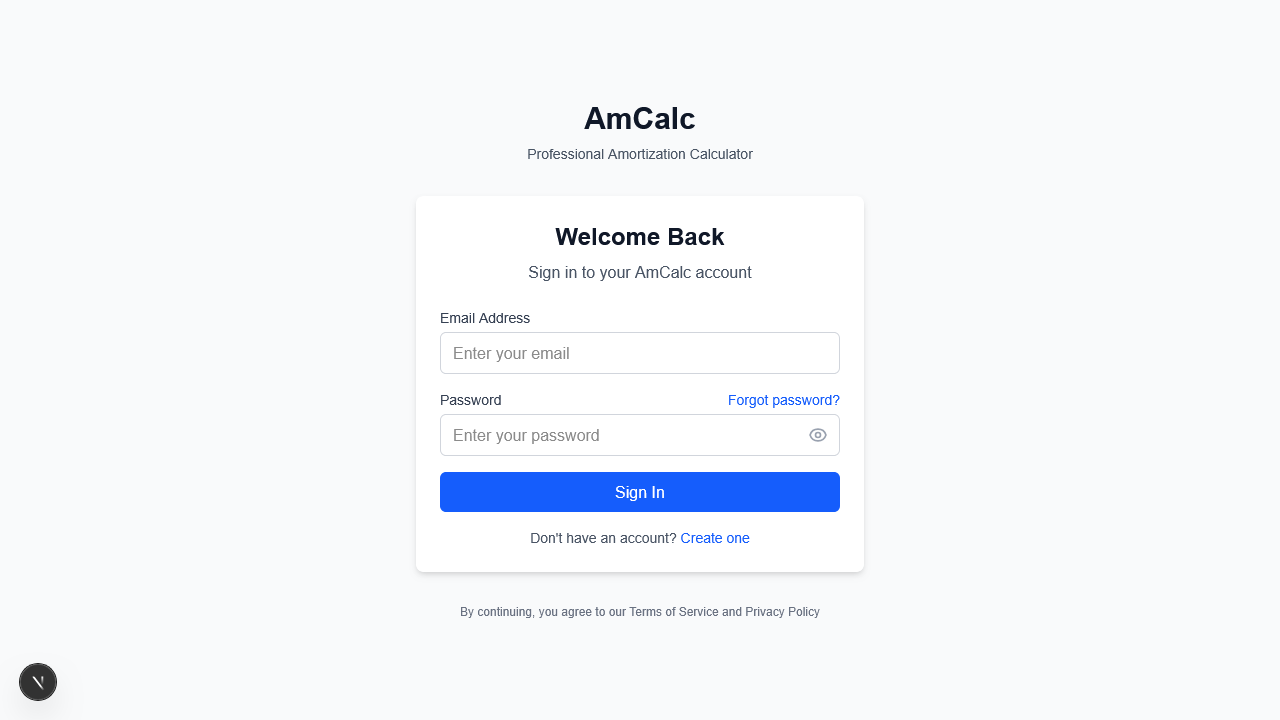 AmCalc
Professional Amortization Calculator
Welcome Back
Sign in to your AmCalc account
Email Address
Enter your email
Password Forgot password?
Enter your password
Sign In
Don't have an account? Create one
By continuing, you agree to our Terms of Service and Privacy Policy
N